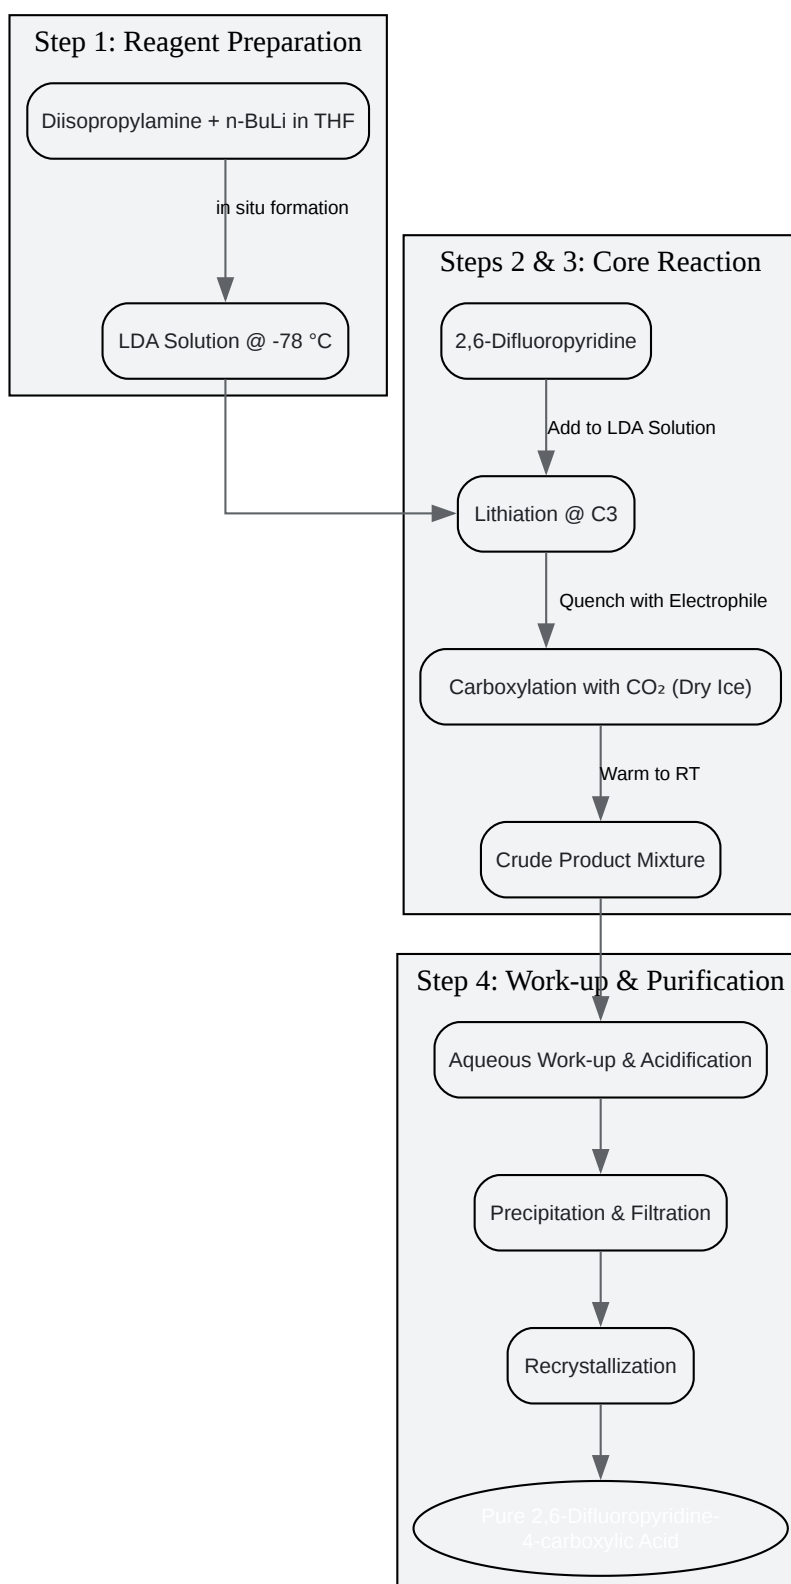 Step 1: Reagent Preparation
Diisopropylamine + n-BuLi in THF
in situ formation
LDA Solution @ -78 °C
Steps 2 & 3: Core Reaction
2,6-Difluoropyridine
Add to LDA Solution
Lithiation @ C3
Quench with Electrophile
Carboxylation with CO₂ (Dry Ice)
Warm to RT
Crude Product Mixture
Step 4: Work-up & Purification
Aqueous Work-up & Acidification
Precipitation & Filtration
Recrystallization
Pure 2,6-Difluoropyridine-
4-carboxylic Acid